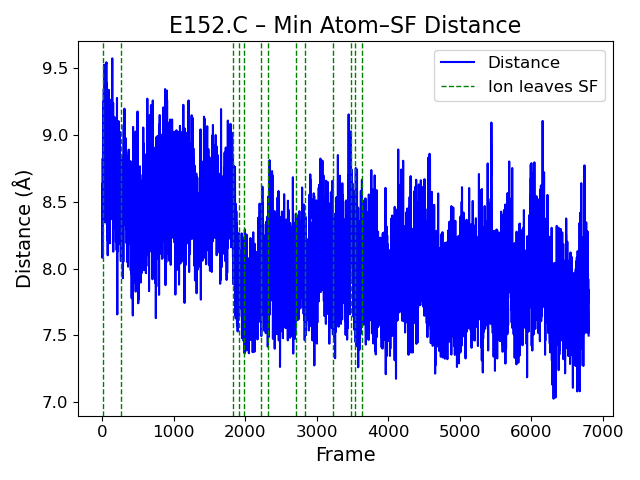 E152.C – Min Atom–SF Distance
Distance
Ion leaves SF
Distance (Å)
9.5
9.0
8.5
8.0
7.5
7.0
0 1000 2000 3000 4000 5000 6000 7000
Frame